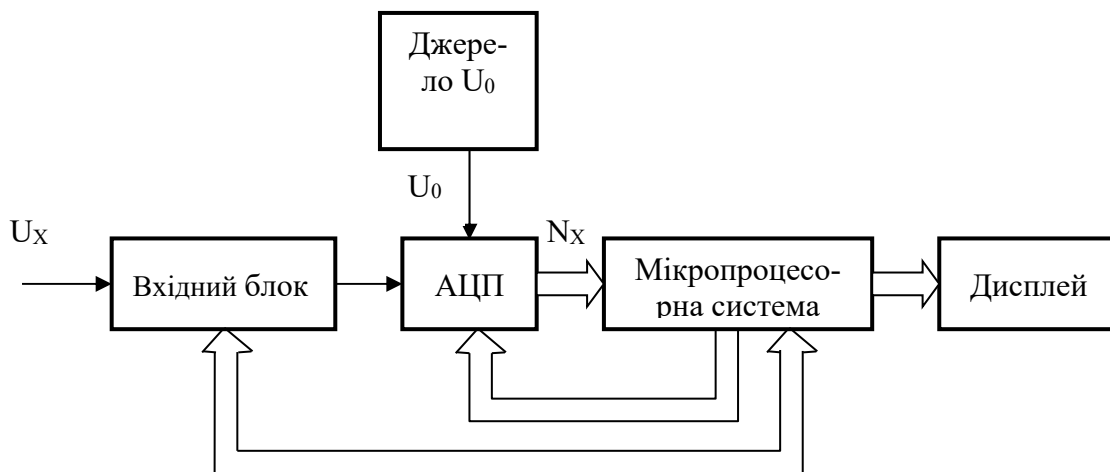 Джере-
ло U₀
U₀
Uₓ
Nₓ
Вхідний блок
АЦП
Мікропроцесо-
рна система
Дисплей